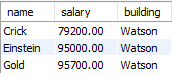 name salary building
Crick 79200.00 Watson
Einstein 95000.00 Watson
Gold 95700.00 Watson